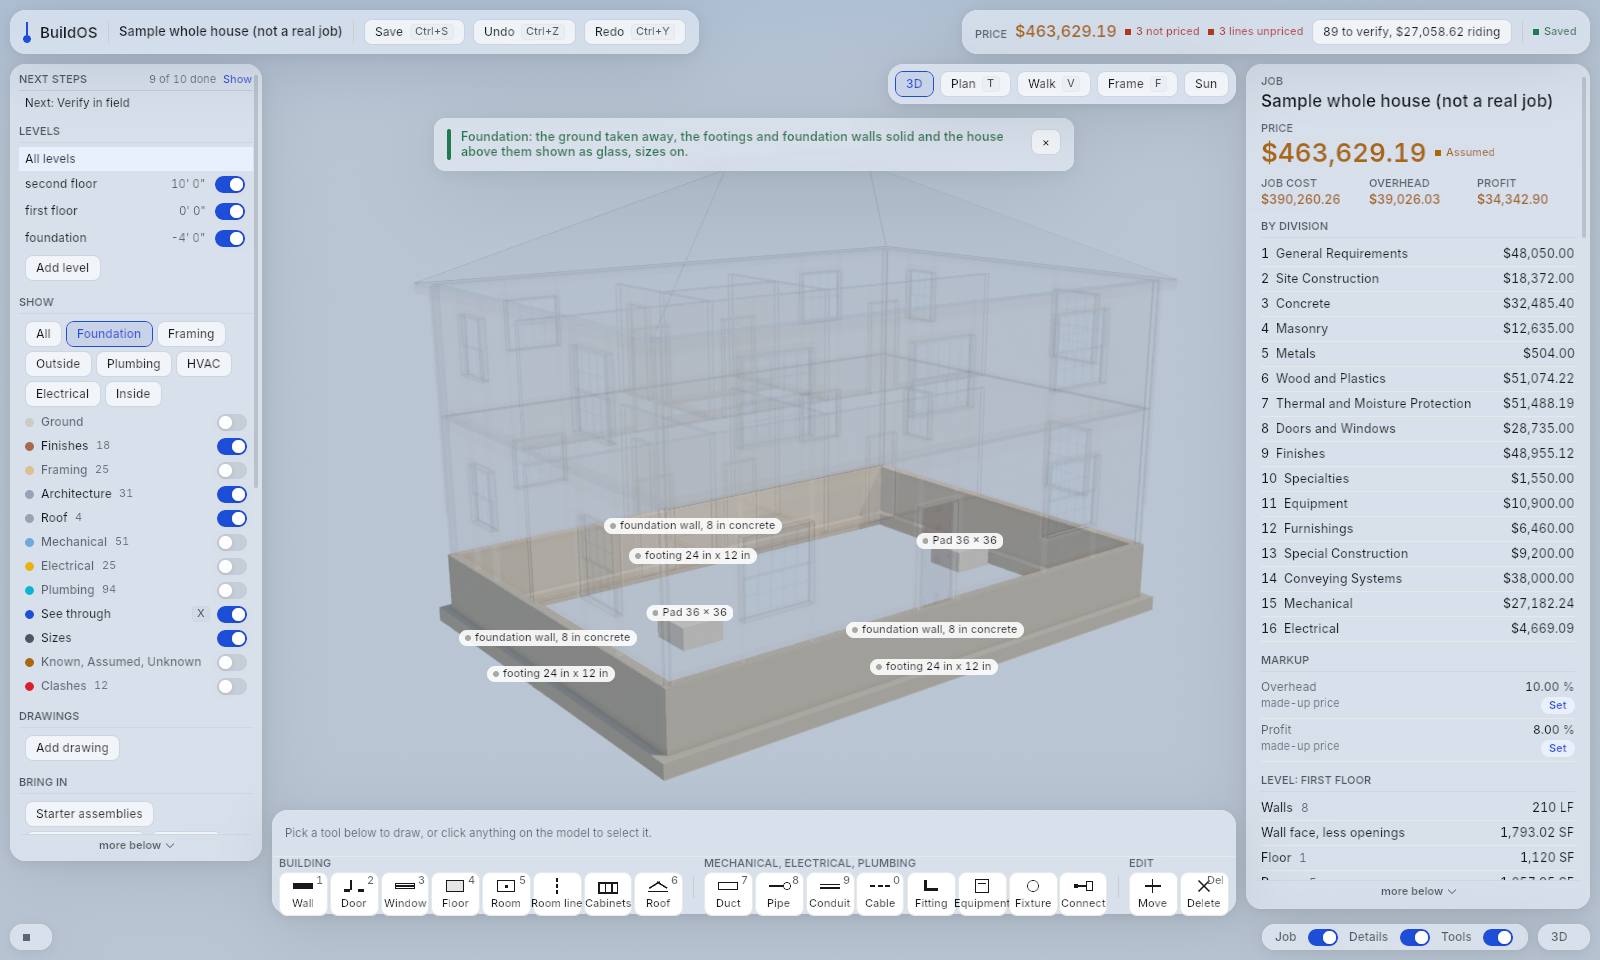 BuildOS
Sample whole house (not a real job)
Save Ctrl+S
Undo Ctrl+Z
Redo Ctrl+Y
PRICE $463,629.19
3 not priced
3 lines unpriced
89 to verify, $27,058.62 riding
Saved
NEXT STEPS 9 of 10 done Show
Next: Verify in field
LEVELS
All levels
second floor 10' 0"
first floor 0' 0"
foundation -4' 0"
Add level
SHOW
All Foundation Framing
Outside Plumbing HVAC
Electrical Inside
Ground
Finishes 18
Framing 25
Architecture 31
Roof 4
Mechanical 51
Electrical 25
Plumbing 94
See through X
Sizes
Known, Assumed, Unknown
Clashes 12
DRAWINGS
Add drawing
BRING IN
Starter assemblies
more below
3D
Plan T
Walk V
Frame F
Sun
Foundation: the ground taken away, the footings and foundation walls solid and the house
above them shown as glass, sizes on.
×
foundation wall, 8 in concrete
footing 24 in x 12 in
Pad 36 × 36
Pad 36 × 36
foundation wall, 8 in concrete
footing 24 in x 12 in
foundation wall, 8 in concrete
footing 24 in x 12 in
Pick a tool below to draw, or click anything on the model to select it.
BUILDING
1 Wall
2 Door
3 Window
4 Floor
5 Room
Room line
Cabinets
6 Roof
MECHANICAL, ELECTRICAL, PLUMBING
7 Duct
8 Pipe
9 Conduit
0 Cable
Fitting
Equipment
Fixture
Connect
EDIT
Move
Del Delete
JOB
Sample whole house (not a real job)
PRICE
$463,629.19 Assumed
JOB COST OVERHEAD PROFIT
$390,260.26 $39,026.03 $34,342.90
BY DIVISION
1 General Requirements $48,050.00
2 Site Construction $18,372.00
3 Concrete $32,485.40
4 Masonry $12,635.00
5 Metals $504.00
6 Wood and Plastics $51,074.22
7 Thermal and Moisture Protection $51,488.19
8 Doors and Windows $28,735.00
9 Finishes $48,955.12
10 Specialties $1,550.00
11 Equipment $10,900.00
12 Furnishings $6,460.00
13 Special Construction $9,200.00
14 Conveying Systems $38,000.00
15 Mechanical $27,182.24
16 Electrical $4,669.09
MARKUP
Overhead 10.00 %
made-up price Set
Profit 8.00 %
made-up price Set
LEVEL: FIRST FLOOR
Walls 8 210 LF
Wall face, less openings 1,793.02 SF
Floor 1 1,120 SF
more below
Job
Details
Tools
3D